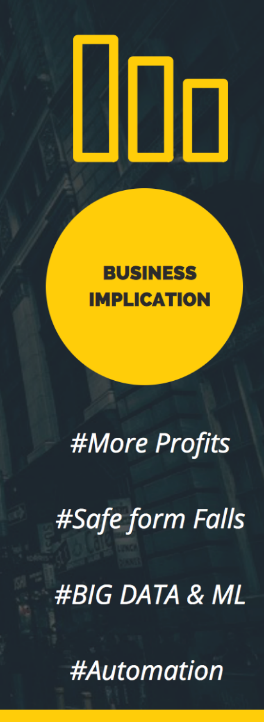 BUSINESS
IMPLICATION
#More Profits
#Safe form Falls
#BIG DATA & ML
#Automation